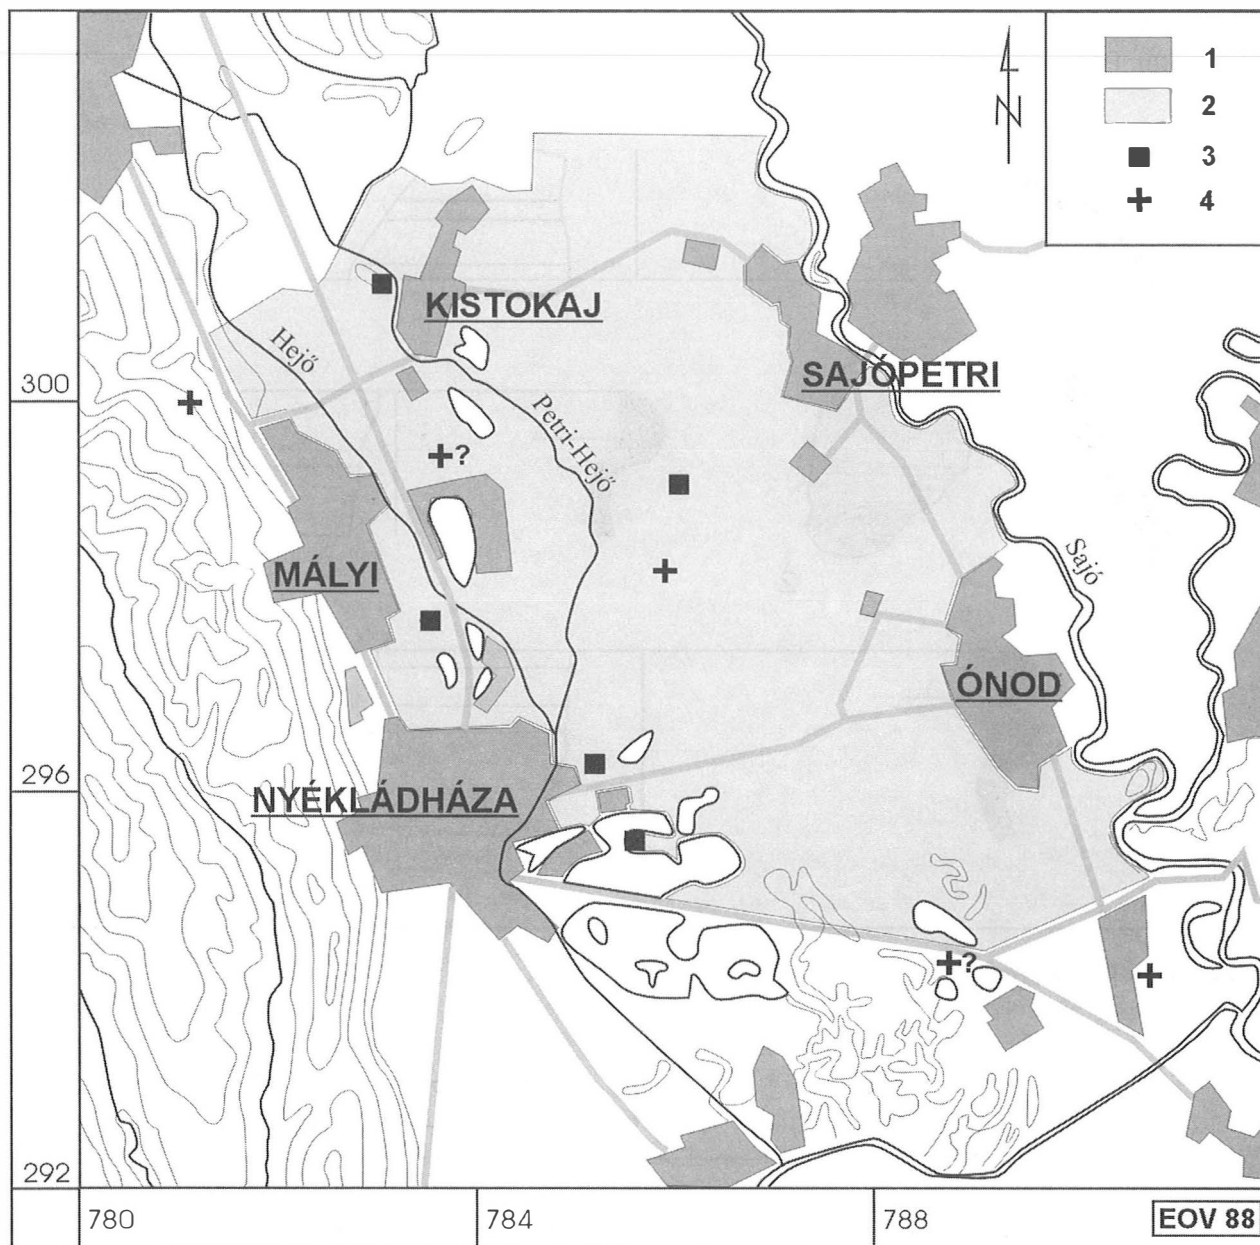 1
2
3
4
KISTOKAJ
Hejő
SAJÓPETRI
300
Petri-Hejő
?
Sajó
MÁLYI
ÓNOD
296
NYÉKLÁDHÁZA
?
292
780
784
788
EOV 88
N